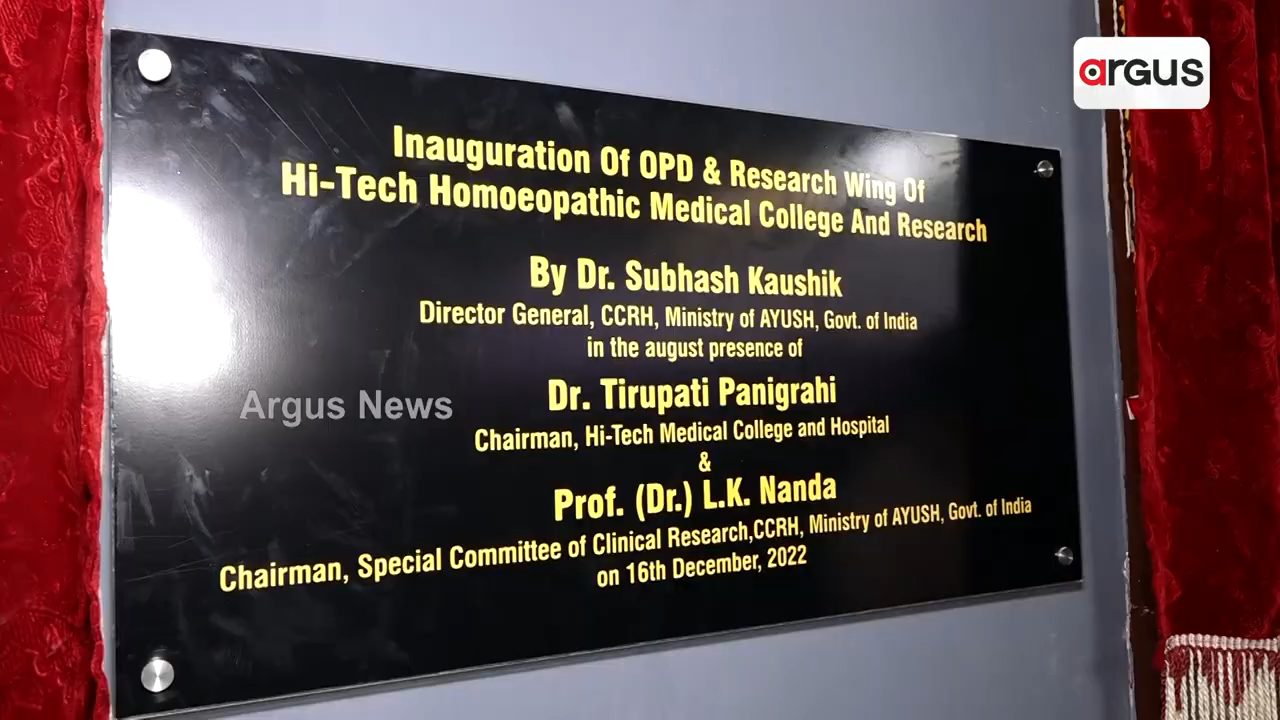 argus
Inauguration Of OPD & Research Wing Of
Hi-Tech Homoeopathic Medical College And Research
By Dr. Subhash Kaushik
Director General, CCRH, Ministry of AYUSH, Govt. of India
in the august presence of
Dr. Tirupati Panigrahi
Argus News
Chairman, Hi-Tech Medical College and Hospital
&
Prof. (Dr.) L.K. Nanda
Chairman, Special Committee of Clinical Research,CCRH, Ministry of AYUSH, Govt. of India
on 16th December, 2022